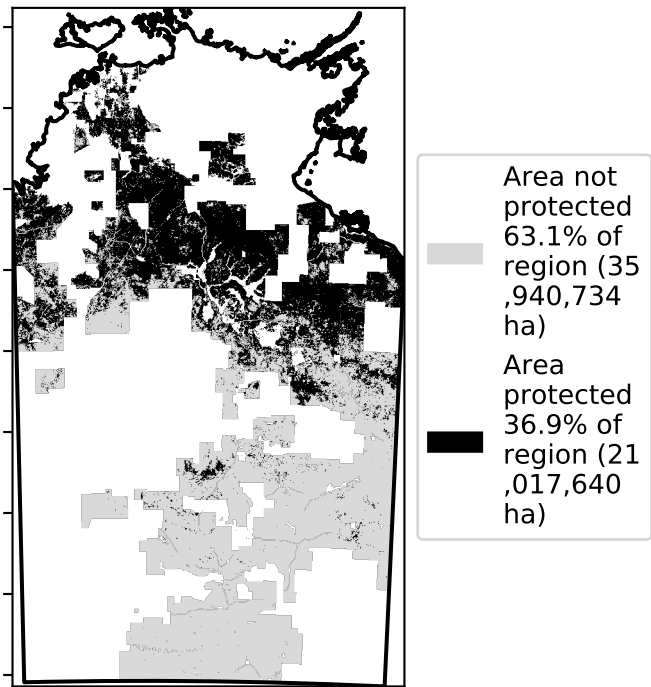 Area not
protected
63.1% of
region (35
,940,734
ha)
Area
protected
36.9% of
region (21
,017,640
ha)